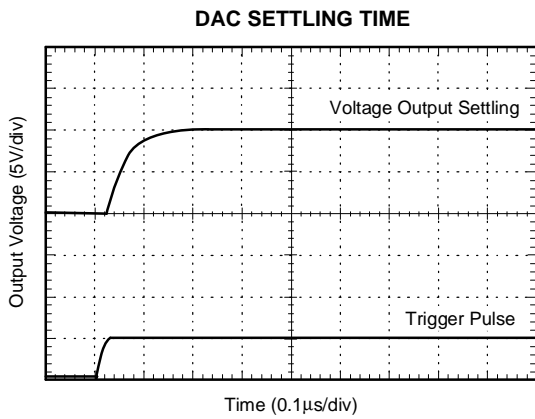 DAC SETTLING TIME
Voltage Output Settling
Output Voltage (5V/div)
Trigger Pulse
Time (0.1µs/div)